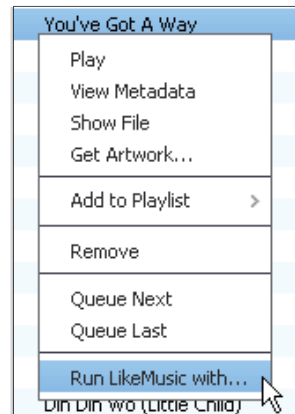 You've Got A Way
Play
View Metadata
Show File
Get Artwork...
Add to Playlist
Remove
Queue Next
Queue Last
Run LikeMusic with...
Din Din Wo (Little Child)